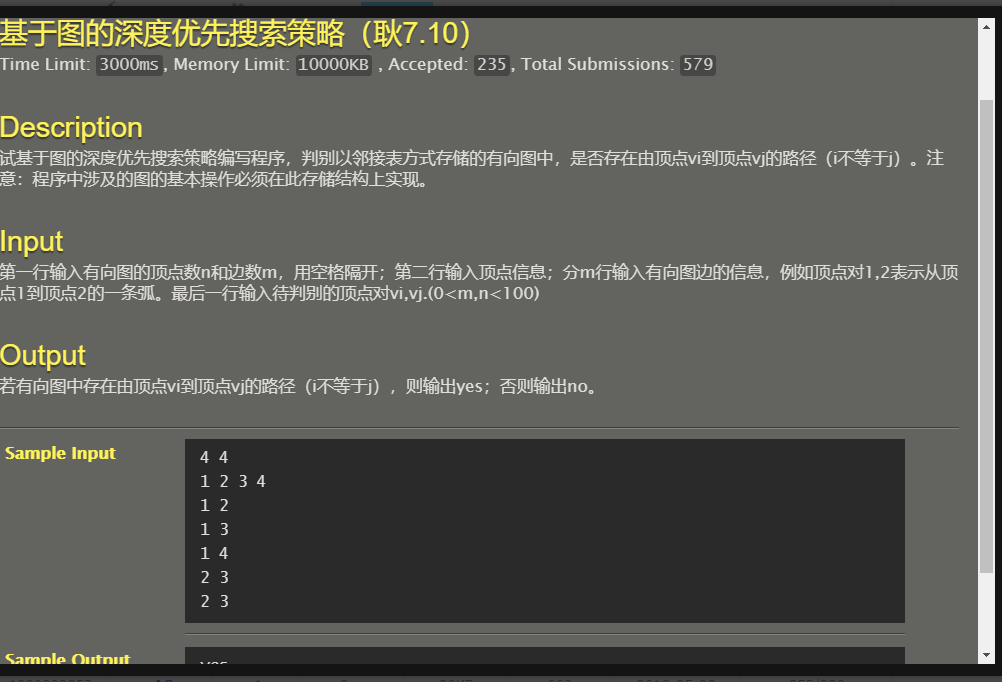 基于图的深度优先搜索策略（耿7.10）
Time Limit: 3000ms, Memory Limit: 10000KB , Accepted: 235, Total Submissions: 579
Description
试基于图的深度优先搜索策略编写程序，判别以邻接表方式存储的有向图中，是否存在由顶点vi到顶点vj的路径（i不等于j）。注
意：程序中涉及的图的基本操作必须在此存储结构上实现。
Input
第一行输入有向图的顶点数n和边数m，用空格隔开；第二行输入顶点信息；分m行输入有向图边的信息，例如顶点对1,2表示从顶
点1到顶点2的一条弧。最后一行输入待判别的顶点对vi,vj.(0<m,n<100)
Output
若有向图中存在由顶点vi到顶点vj的路径（i不等于j），则输出yes；否则输出no。
Sample Input
4 4
1 2 3 4
1 2
1 3
1 4
2 3
2 3
Sample Output
yes